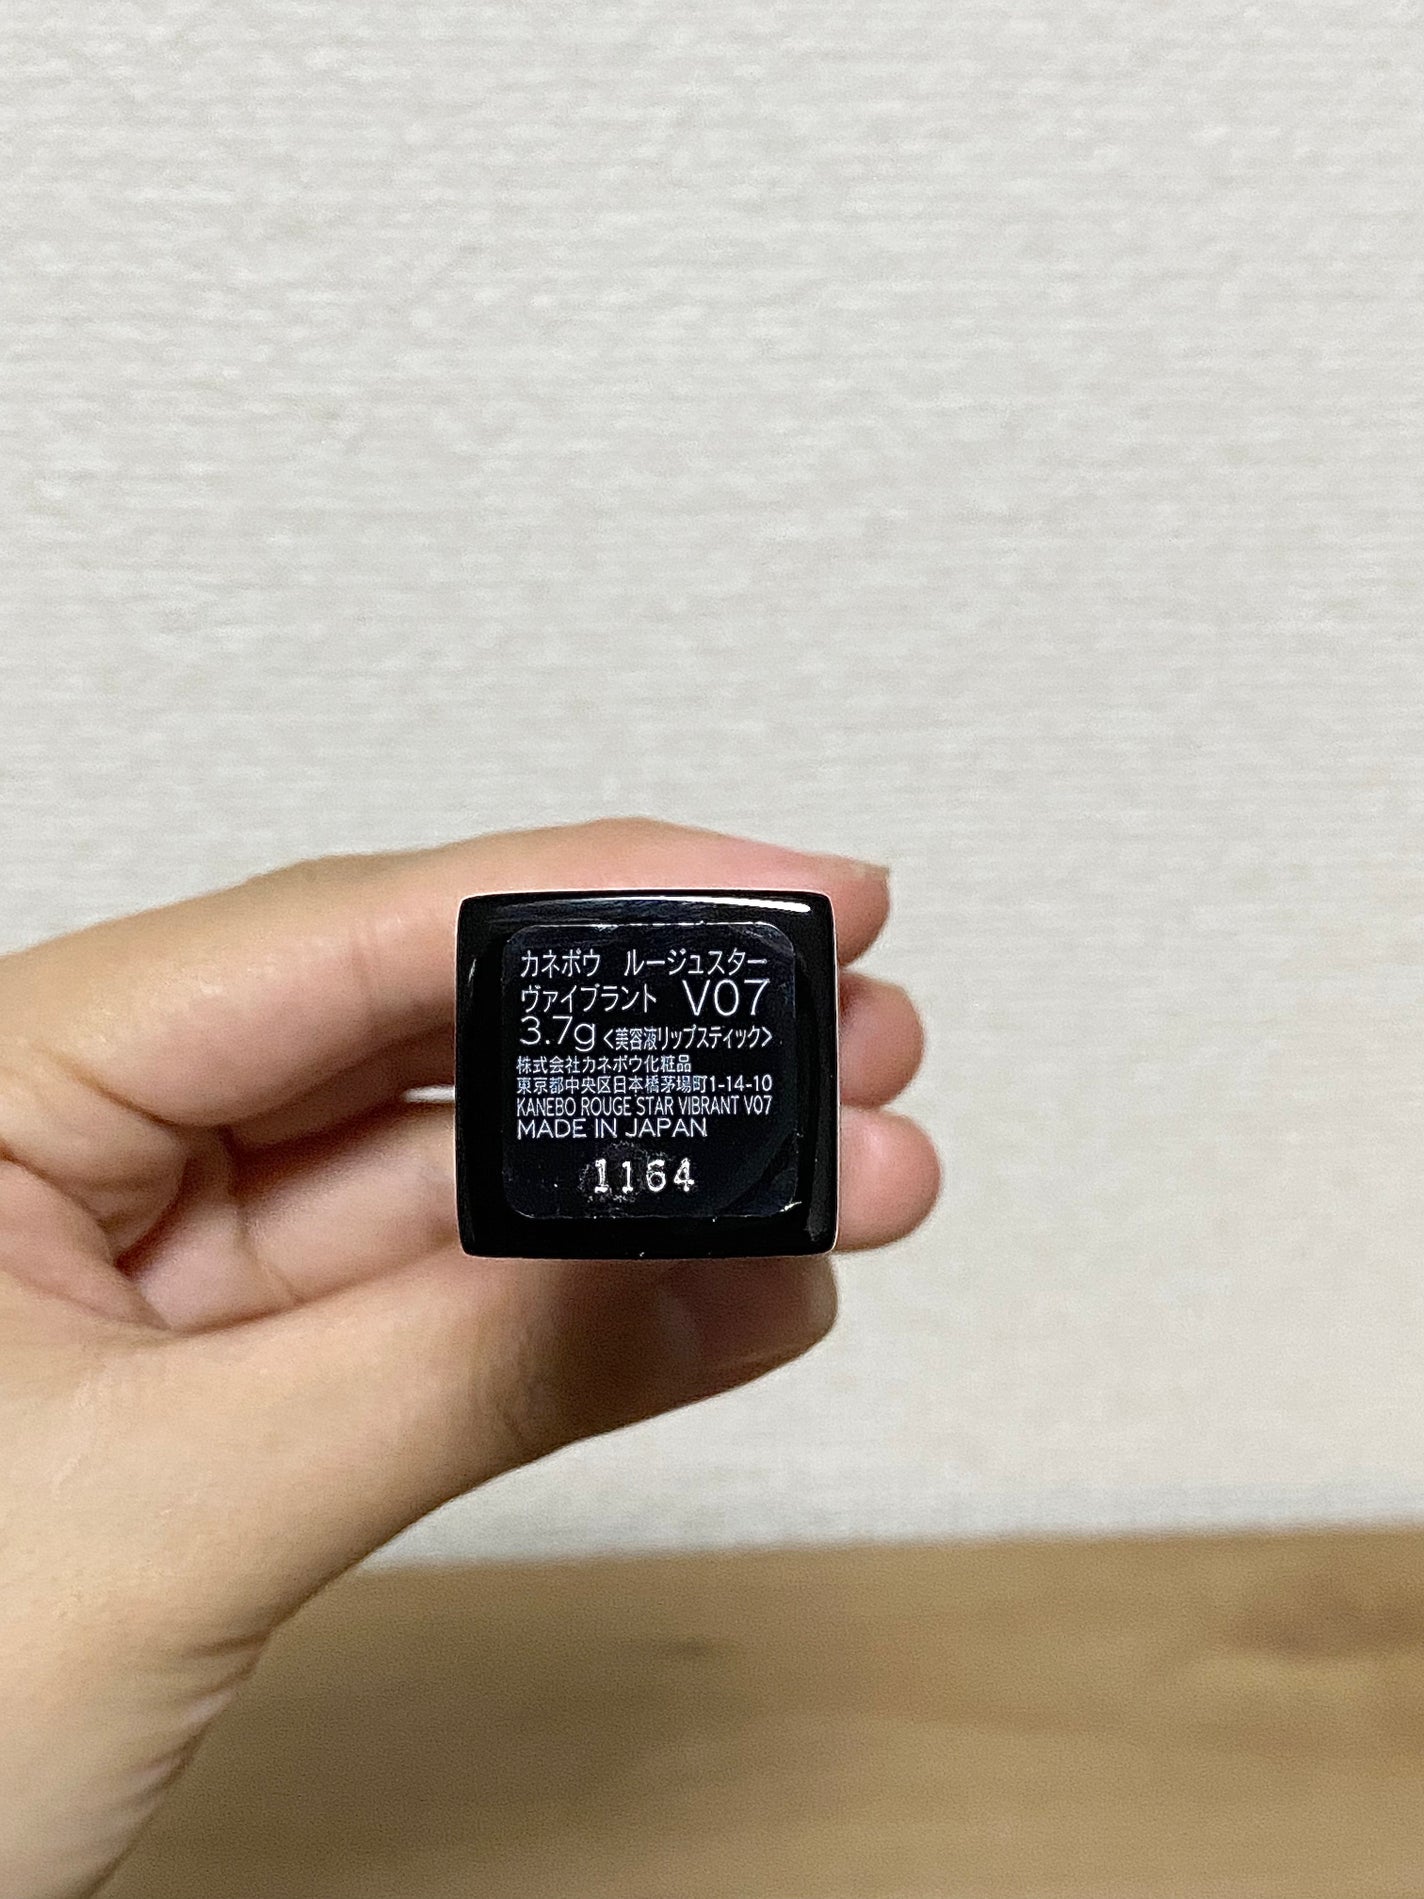 カネボウ　ルージュスター
ヴァイブラント　V07
3.7g <美容液リップスティック>
株式会社カネボウ化粧品
東京都中央区日本橋茅場町1-14-10
KANEBO ROUGE STAR VIBRANT V07
MADE IN JAPAN
1164